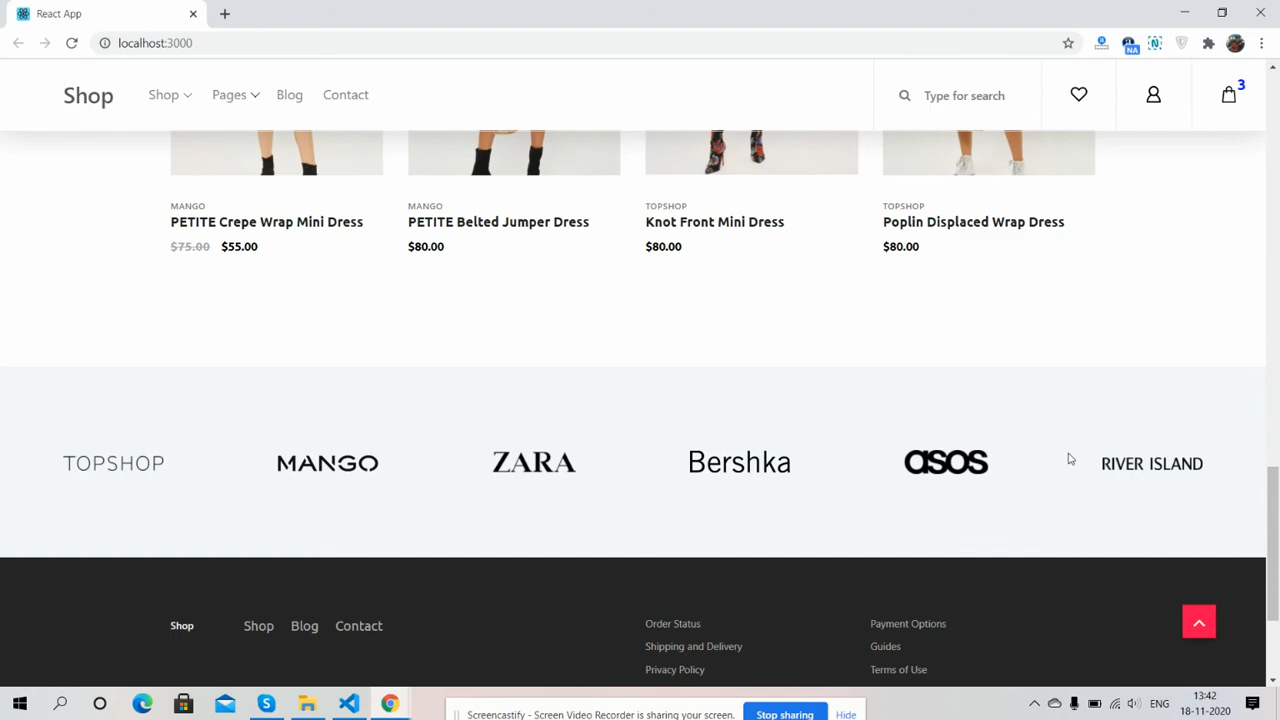 React App
localhost:3000
NA
Shop
Shop Pages Blog Contact
Type for search
3
MANGO
PETITE Crepe Wrap Mini Dress
$75.00 $55.00
MANGO
PETITE Belted Jumper Dress
$80.00
TOPSHOP
Knot Front Mini Dress
$80.00
TOPSHOP
Poplin Displaced Wrap Dress
$80.00
TOPSHOP MANGO ZARA Bershka asos RIVER ISLAND
Shop Shop Blog Contact
Order Status
Shipping and Delivery
Privacy Policy
Payment Options
Guides
Terms of Use
Screencastify - Screen Video Recorder is sharing your screen. Stop sharing Hide
ENG
13:42
18-11-2020